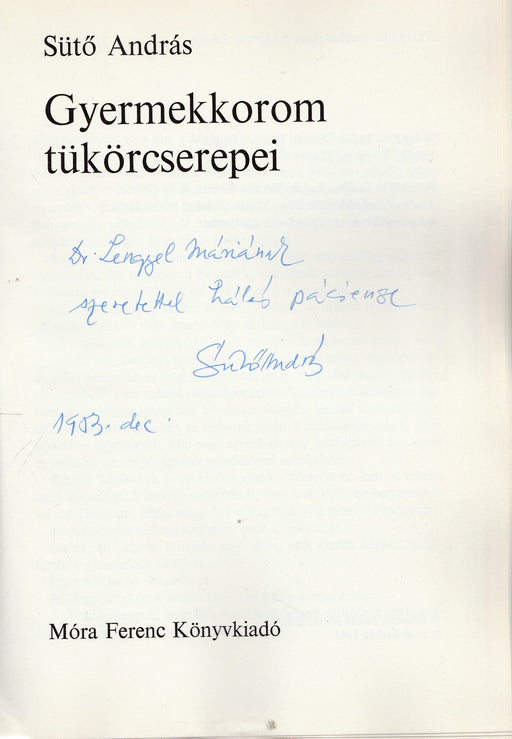 Sütő András
Gyermekkorom
tükörcserepei
Dr. Lengyel Máriának
szeretettel hálás páciense
Sütő András
1983. dec.
Móra Ferenc Könyvkiadó